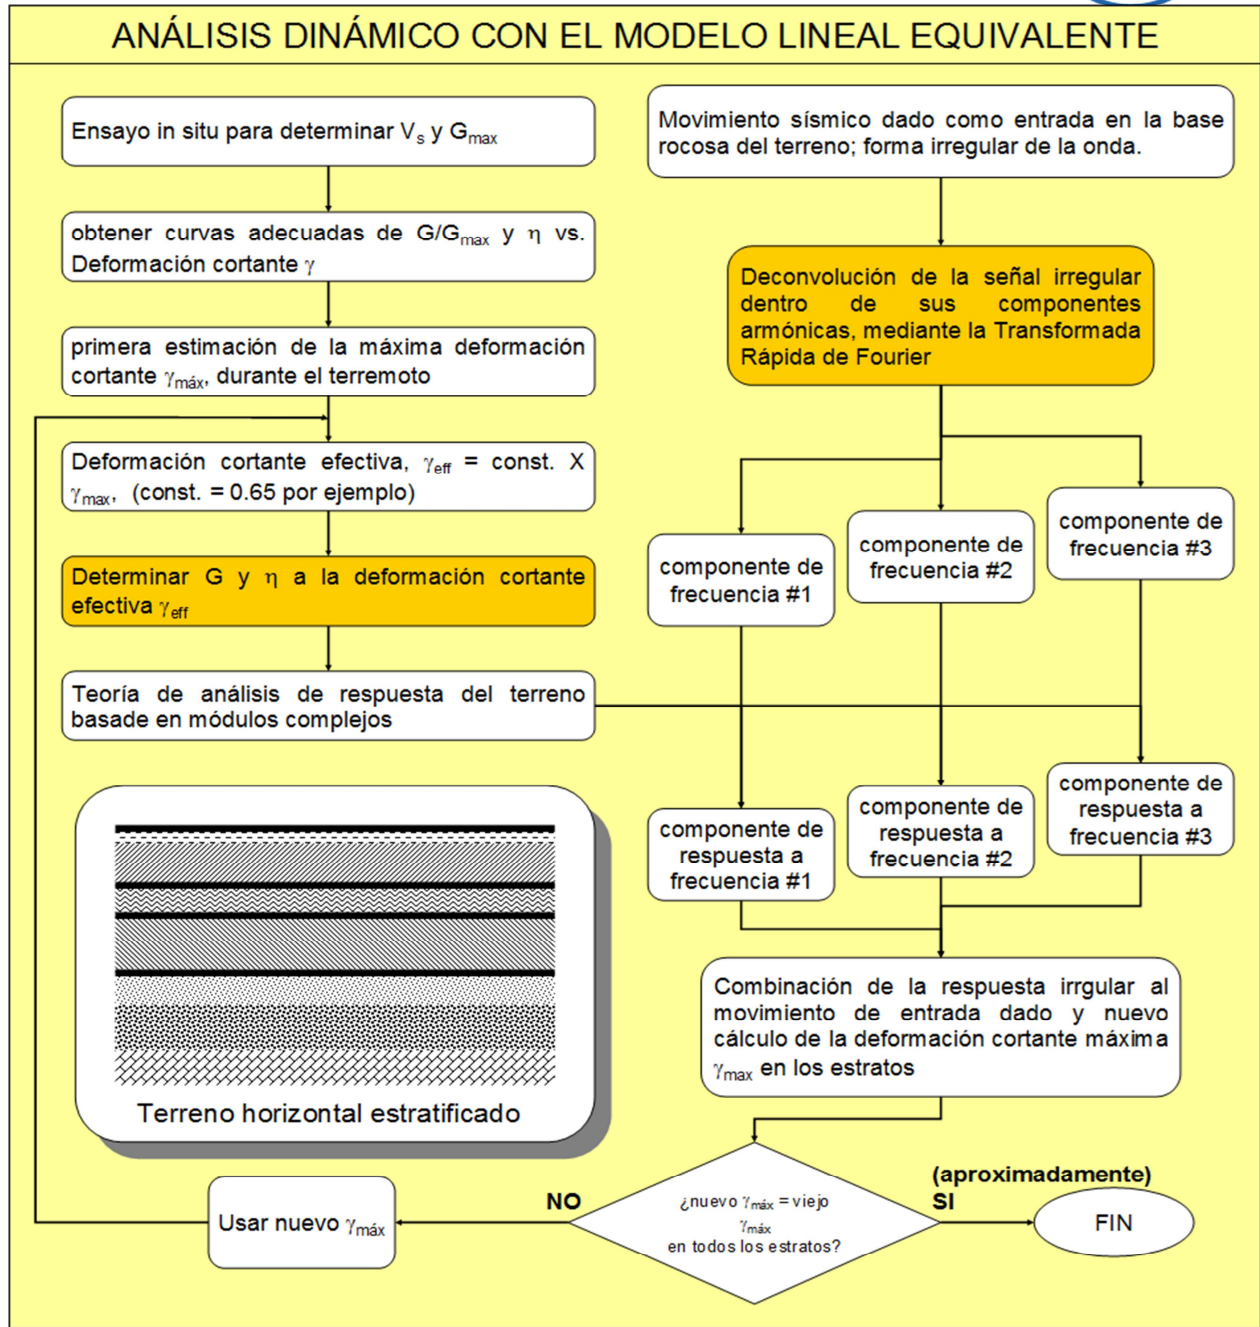 ANÁLISIS DINÁMICO CON EL MODELO LINEAL EQUIVALENTE
Ensayo in situ para determinar Vs y Gmax
obtener curvas adecuadas de G/Gmax y η vs.
Deformación cortante γ
primera estimación de la máxima deformación
cortante γmáx, durante el terremoto
Deformación cortante efectiva, γeff = const. X
γmax, (const. = 0.65 por ejemplo)
Determinar G y η a la deformación cortante
efectiva γeff
Teoría de análisis de respuesta del terreno
basade en módulos complejos
Terreno horizontal estratificado
Movimiento sísmico dado como entrada en la base
rocosa del terreno; forma irregular de la onda.
Deconvolución de la señal irregular
dentro de sus componentes
armónicas, mediante la Transformada
Rápida de Fourier
componente de
frecuencia #1
componente de
frecuencia #2
componente de
frecuencia #3
componente de
respuesta a
frecuencia #1
componente de
respuesta a
frecuencia #2
componente de
respuesta a
frecuencia #3
Combinación de la respuesta irrgular al
movimiento de entrada dado y nuevo
cálculo de la deformación cortante máxima
γmax en los estratos
¿nuevo γmáx = viejo
γmáx
en todos los estratos?
NO
Usar nuevo γmáx
(aproximadamente)
SI
FIN